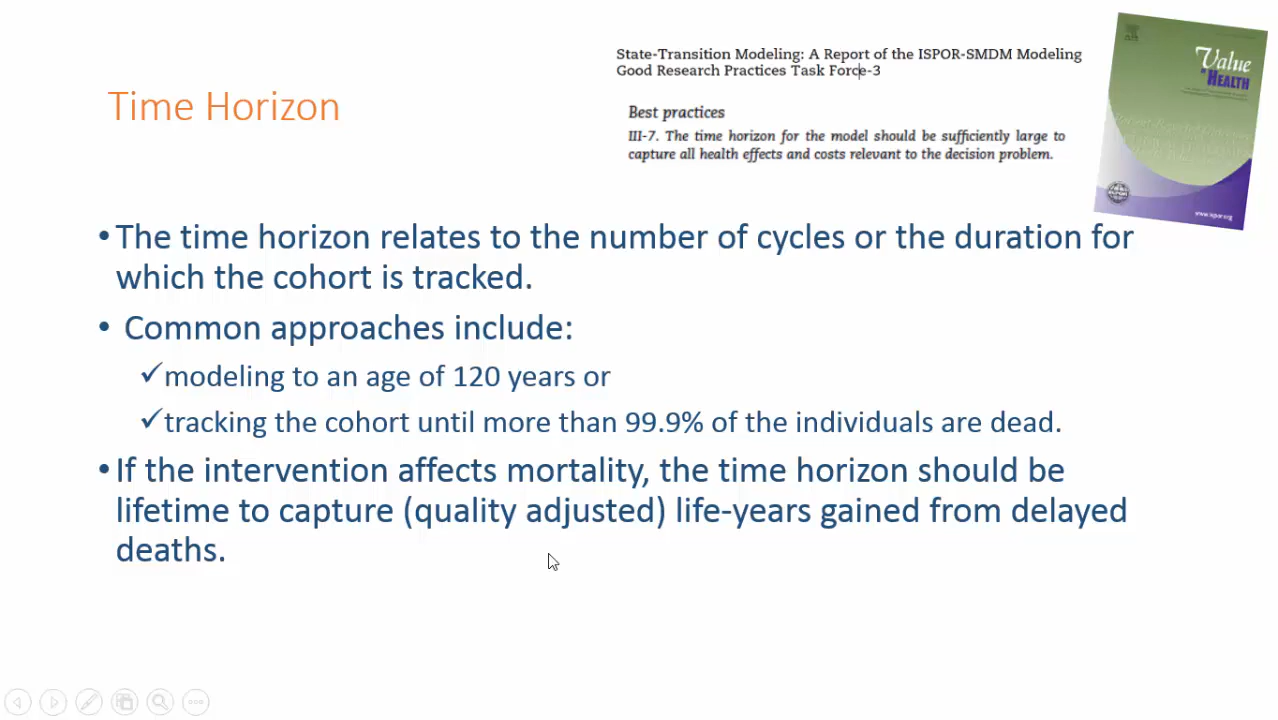 State-Transition Modeling: A Report of the ISPOR-SMDM Modeling
Good Research Practices Task Force-3
Value
in HEALTH
Time Horizon
Best practices
III-7. The time horizon for the model should be sufficiently large to
capture all health effects and costs relevant to the decision problem.
www.ispor.org
•The time horizon relates to the number of cycles or the duration for
which the cohort is tracked.
• Common approaches include:
✓modeling to an age of 120 years or
✓tracking the cohort until more than 99.9% of the individuals are dead.
•If the intervention affects mortality, the time horizon should be
lifetime to capture (quality adjusted) life-years gained from delayed
deaths.